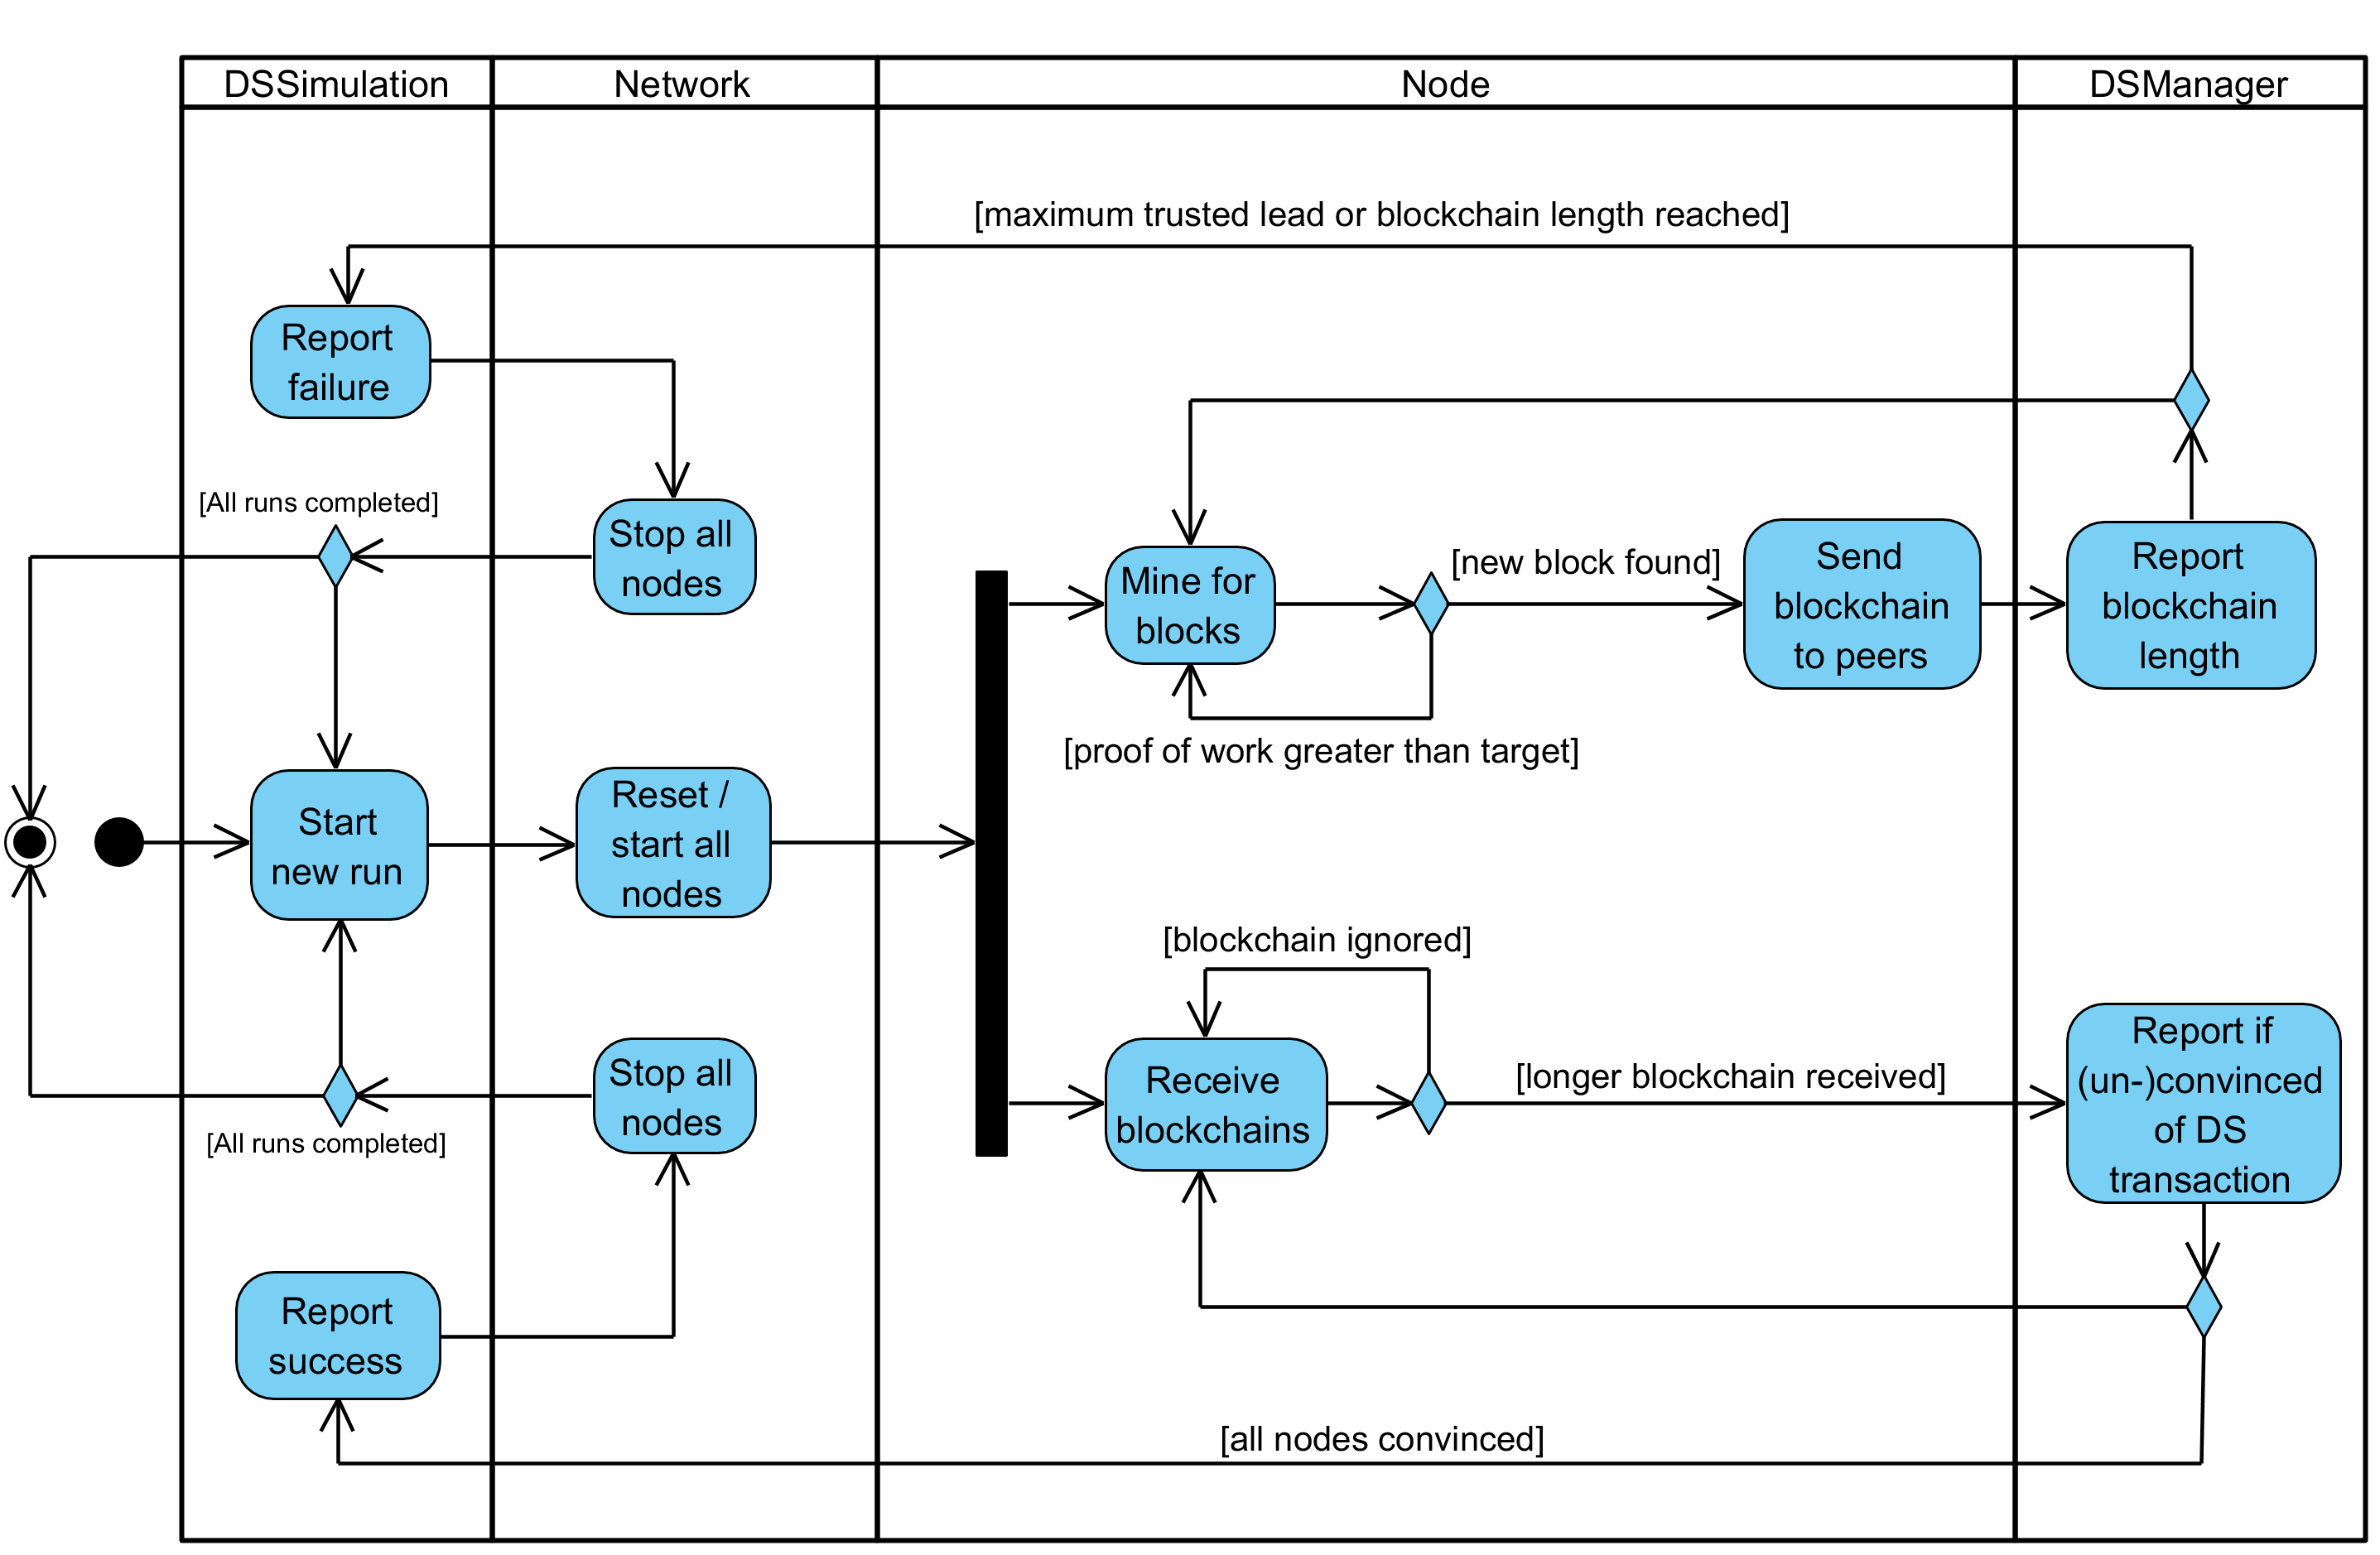 DSSimulation
Network
Node
DSManager
[maximum trusted lead or blockchain length reached]
Report
failure
[All runs completed]
Stop all
nodes
Mine for
blocks
[new block found]
Send
blockchain
to peers
Report
blockchain
length
[proof of work greater than target]
Start
new run
Reset /
start all
nodes
[blockchain ignored]
Receive
blockchains
[longer blockchain received]
Report if
(un-)convinced
of DS
transaction
Stop all
nodes
[All runs completed]
Report
success
[all nodes convinced]